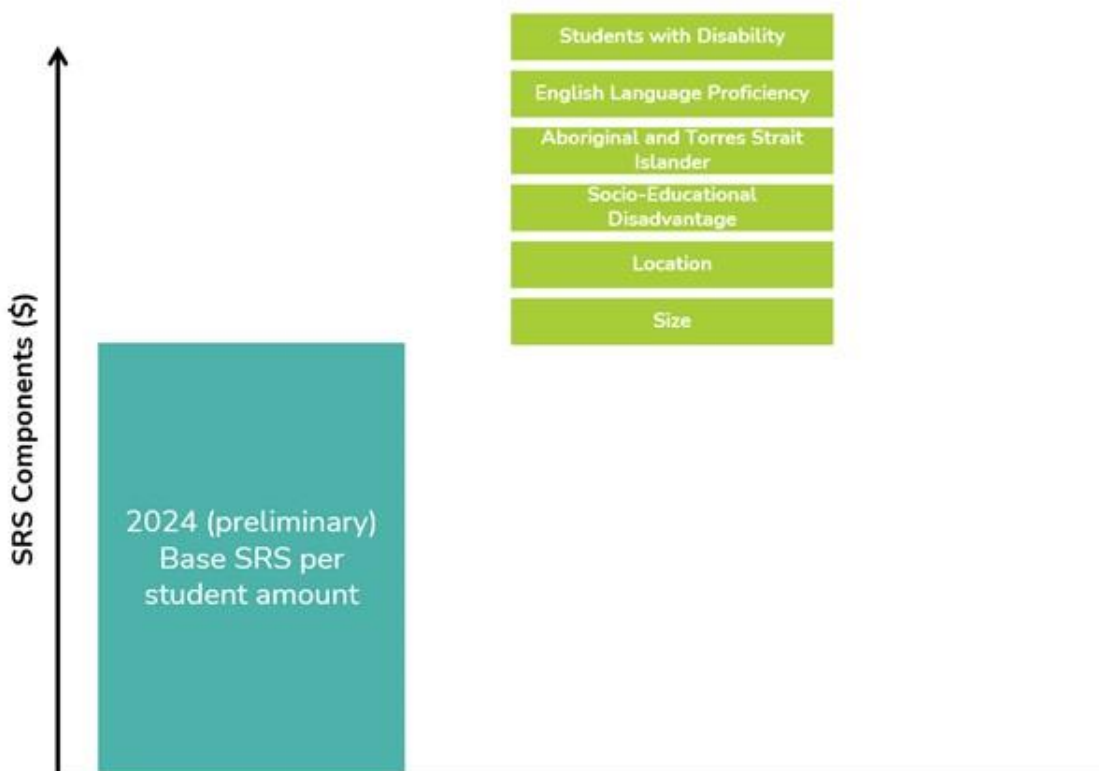 SRS Components ($)
2024 (preliminary)
Base SRS per
student amount
Students with Disability
English Language Proficiency
Aboriginal and Torres Strait
Islander
Socio-Educational
Disadvantage
Location
Size